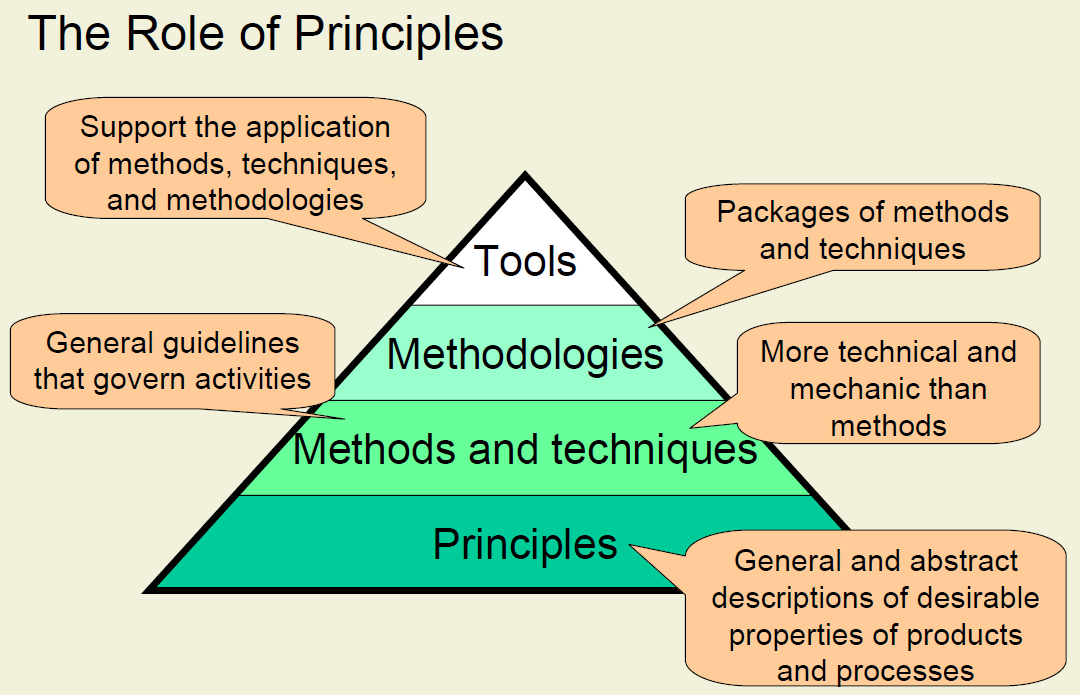 The Role of Principles
Support the application
of methods, techniques,
and methodologies
Tools
Packages of methods
and techniques
Methodologies
General guidelines
that govern activities
More technical and
mechanic than
methods
Methods and techniques
Principles
General and abstract
descriptions of desirable
properties of products
and processes